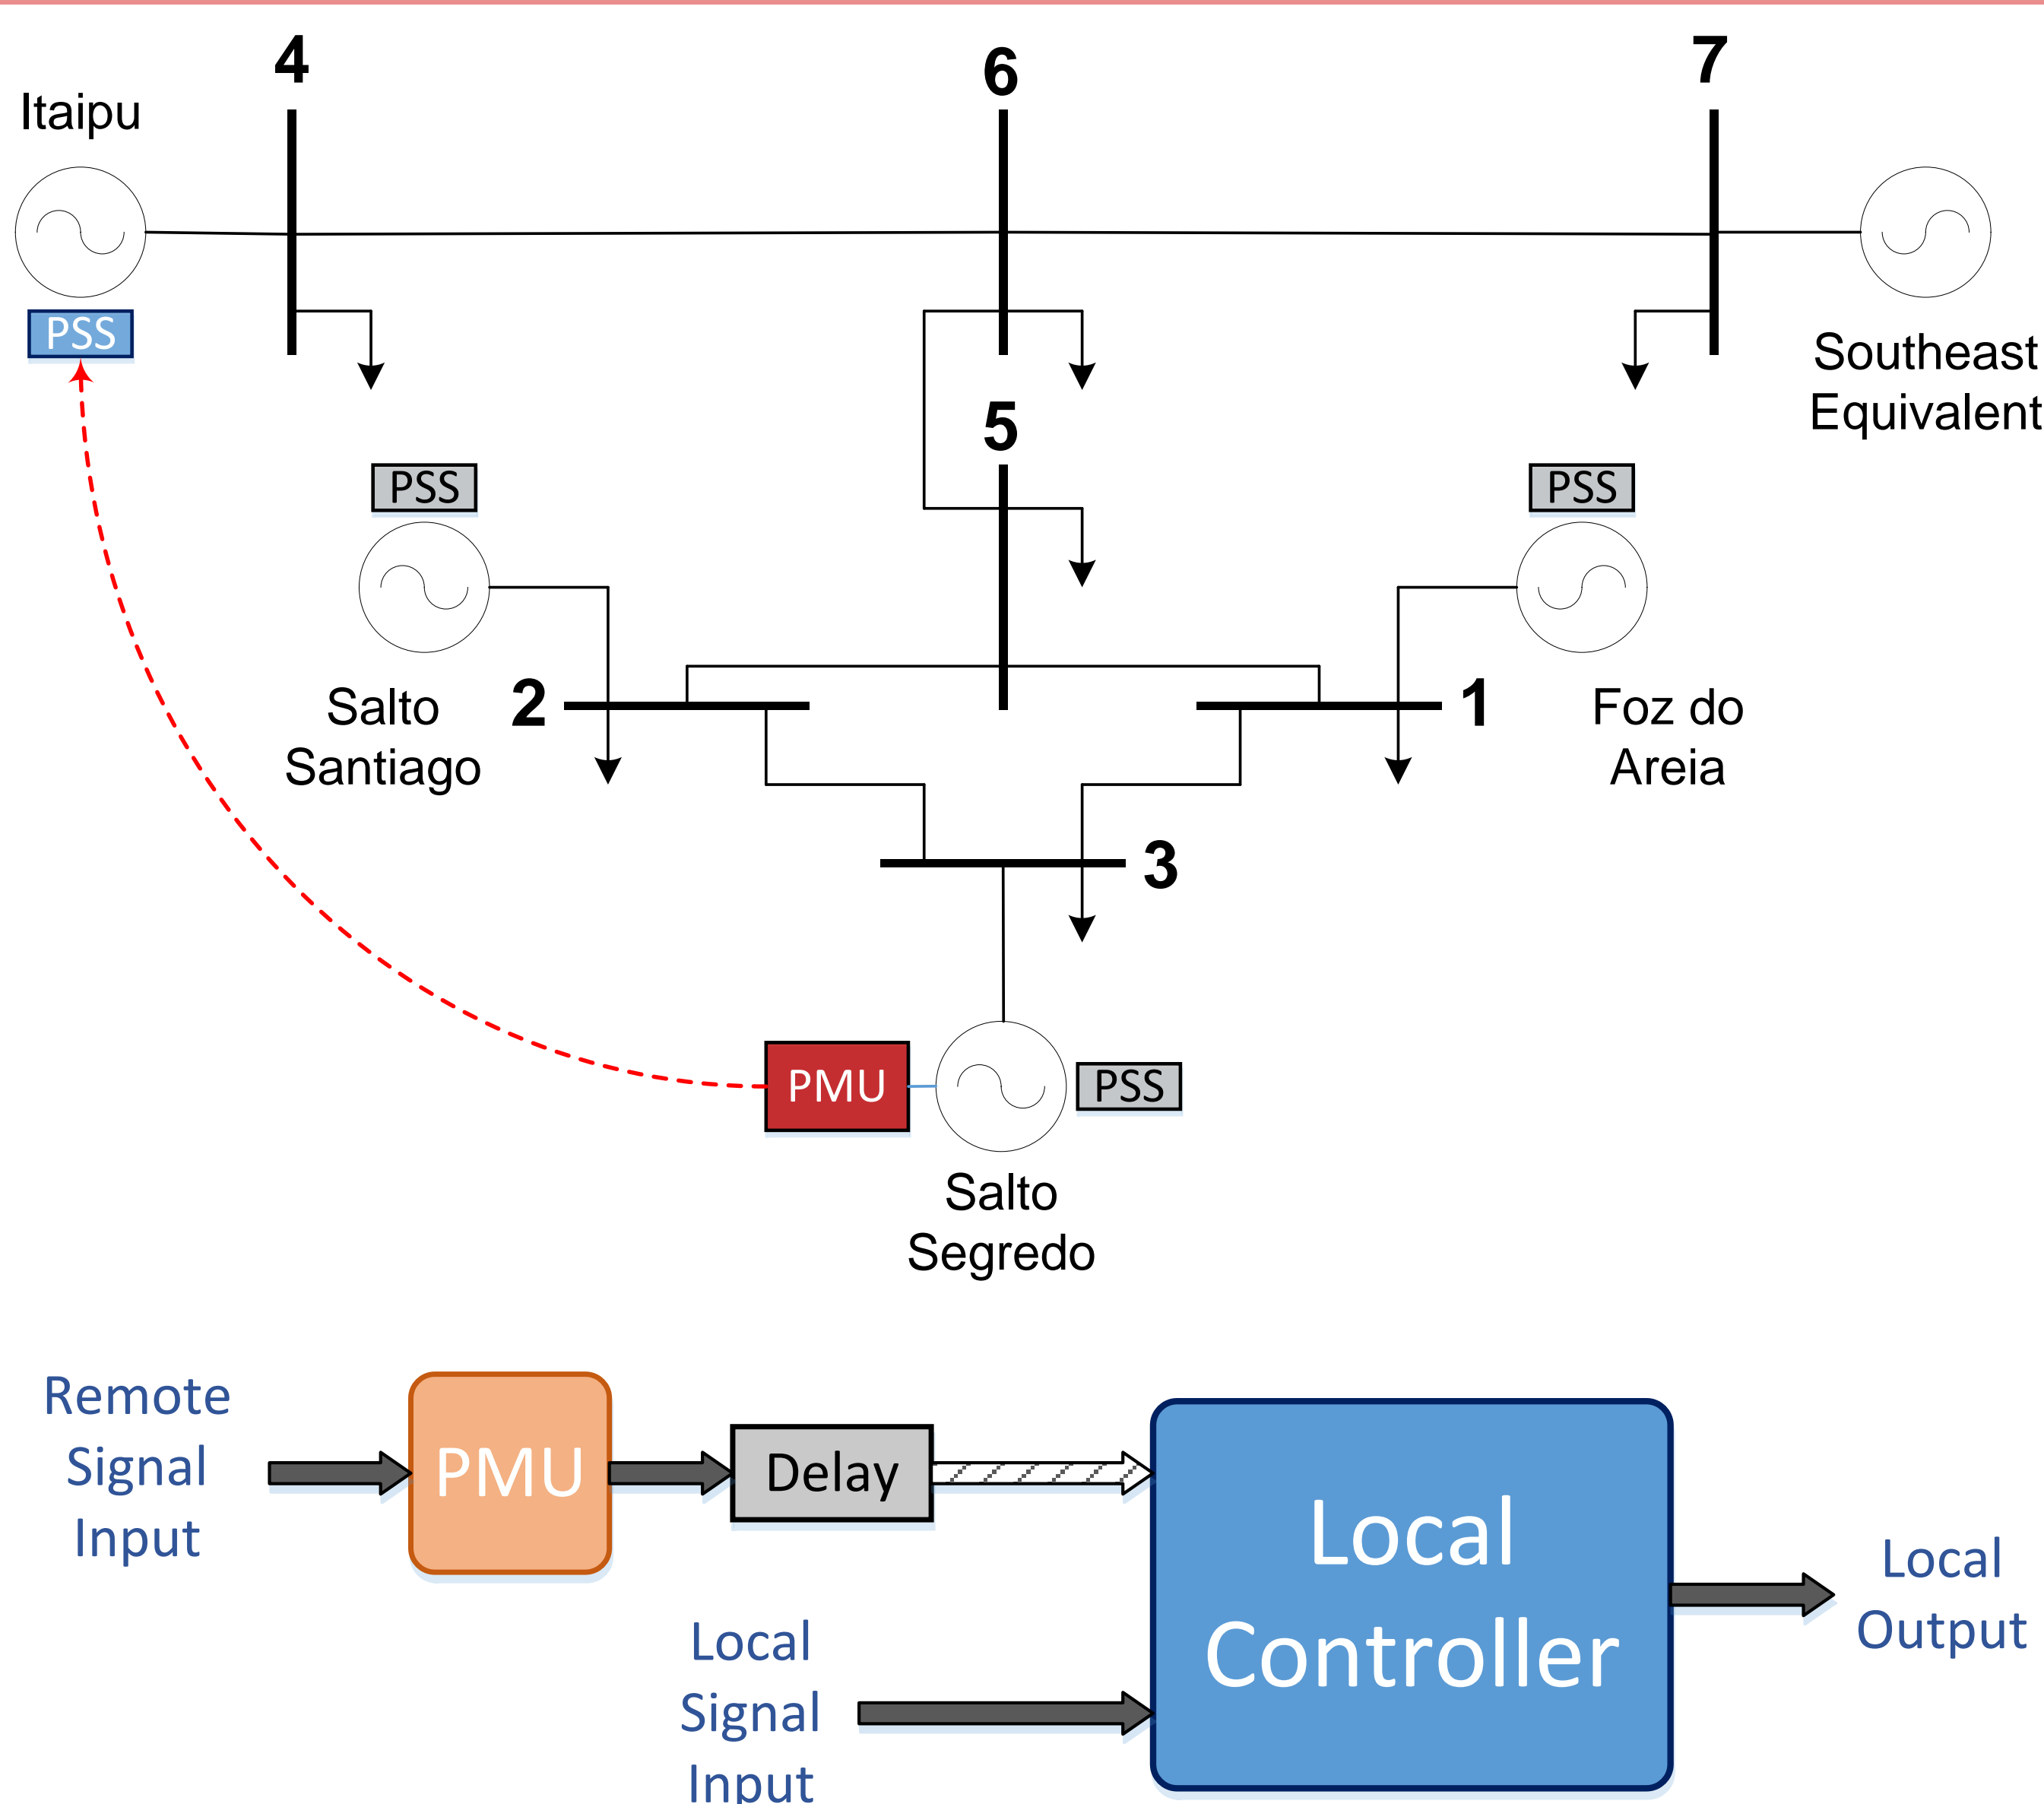 4
6
7
Itaipu
PSS
Southeast
Equivalent
5
PSS
PSS
2
Salto
Santiago
1
Foz do
Areia
3
PMU
PSS
Salto
Segredo
Remote
Signal
Input
PMU
Delay
Local
Controller
Local
Signal
Input
Local
Output